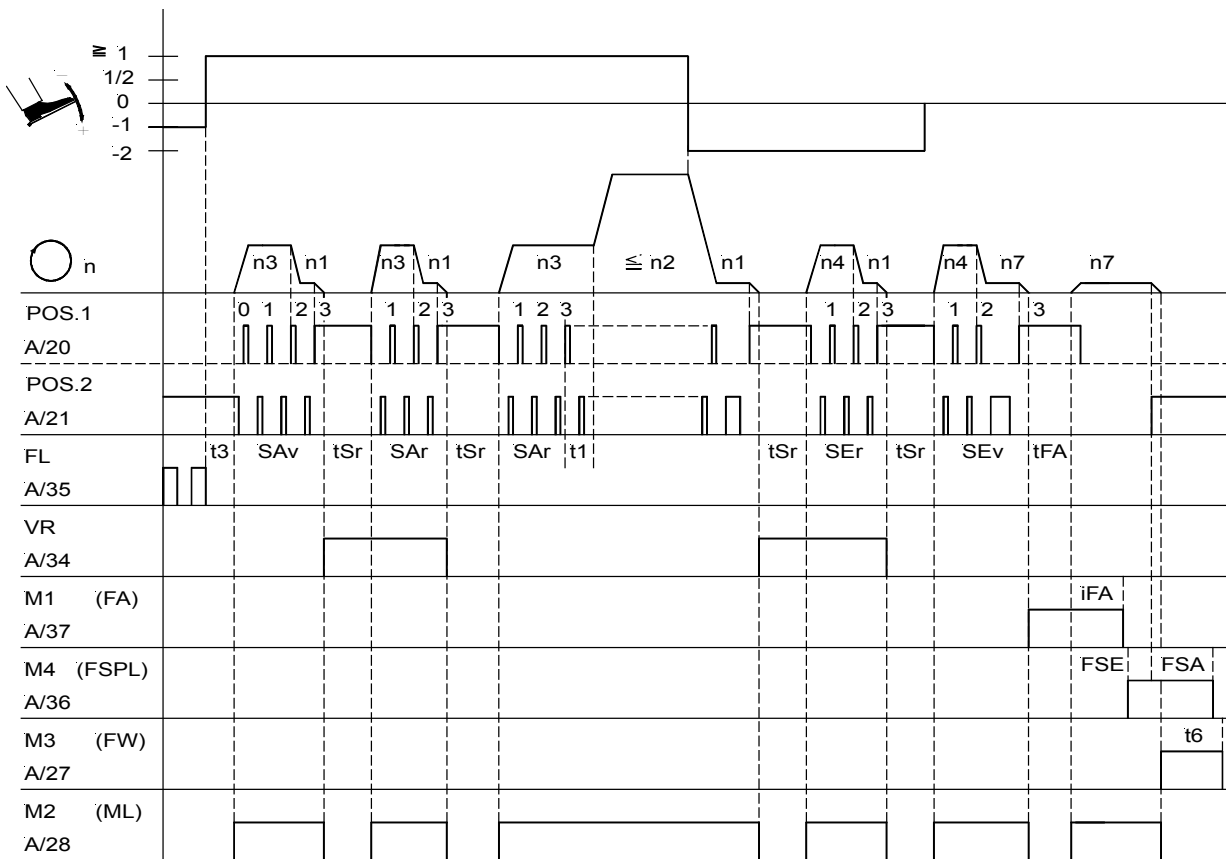 ≧ 1
1/2
0
-1
-2
−
+
n
n3 n1 n3 n1 n3 ≦ n2 n1 n4 n1 n4 n7 n7
POS.1 0 1 2 3 1 2 3 1 2 3 1 2 3 1 2 3
A/20
POS.2
A/21
FL t3 SAv tSr SAr tSr SAr t1 tSr SEr tSr SEv tFA
A/35
VR
A/34
M1 (FA) iFA
A/37
M4 (FSPL) FSE FSA
A/36
M3 (FW) t6
A/27
M2 (ML)
A/28